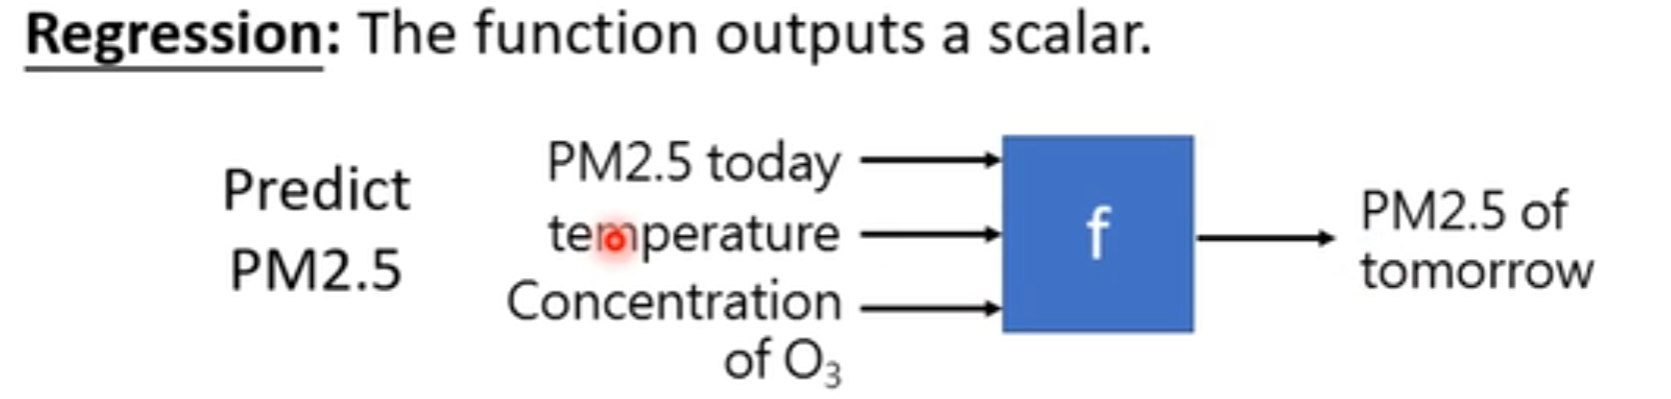 Regression: The function outputs a scalar.
Predict
PM2.5
PM2.5 today
temperature
Concentration
of O₃
f
PM2.5 of
tomorrow